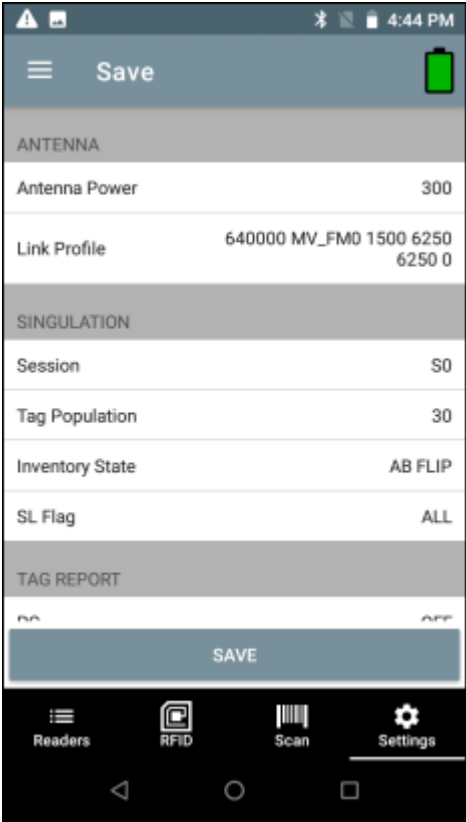 4:44 PM
Save
ANTENNA
Antenna Power 300
Link Profile 640000 MV_FM0 1500 6250
6250 0
SINGULATION
Session S0
Tag Population 30
Inventory State AB FLIP
SL Flag ALL
TAG REPORT
SAVE
Readers RFID Scan Settings